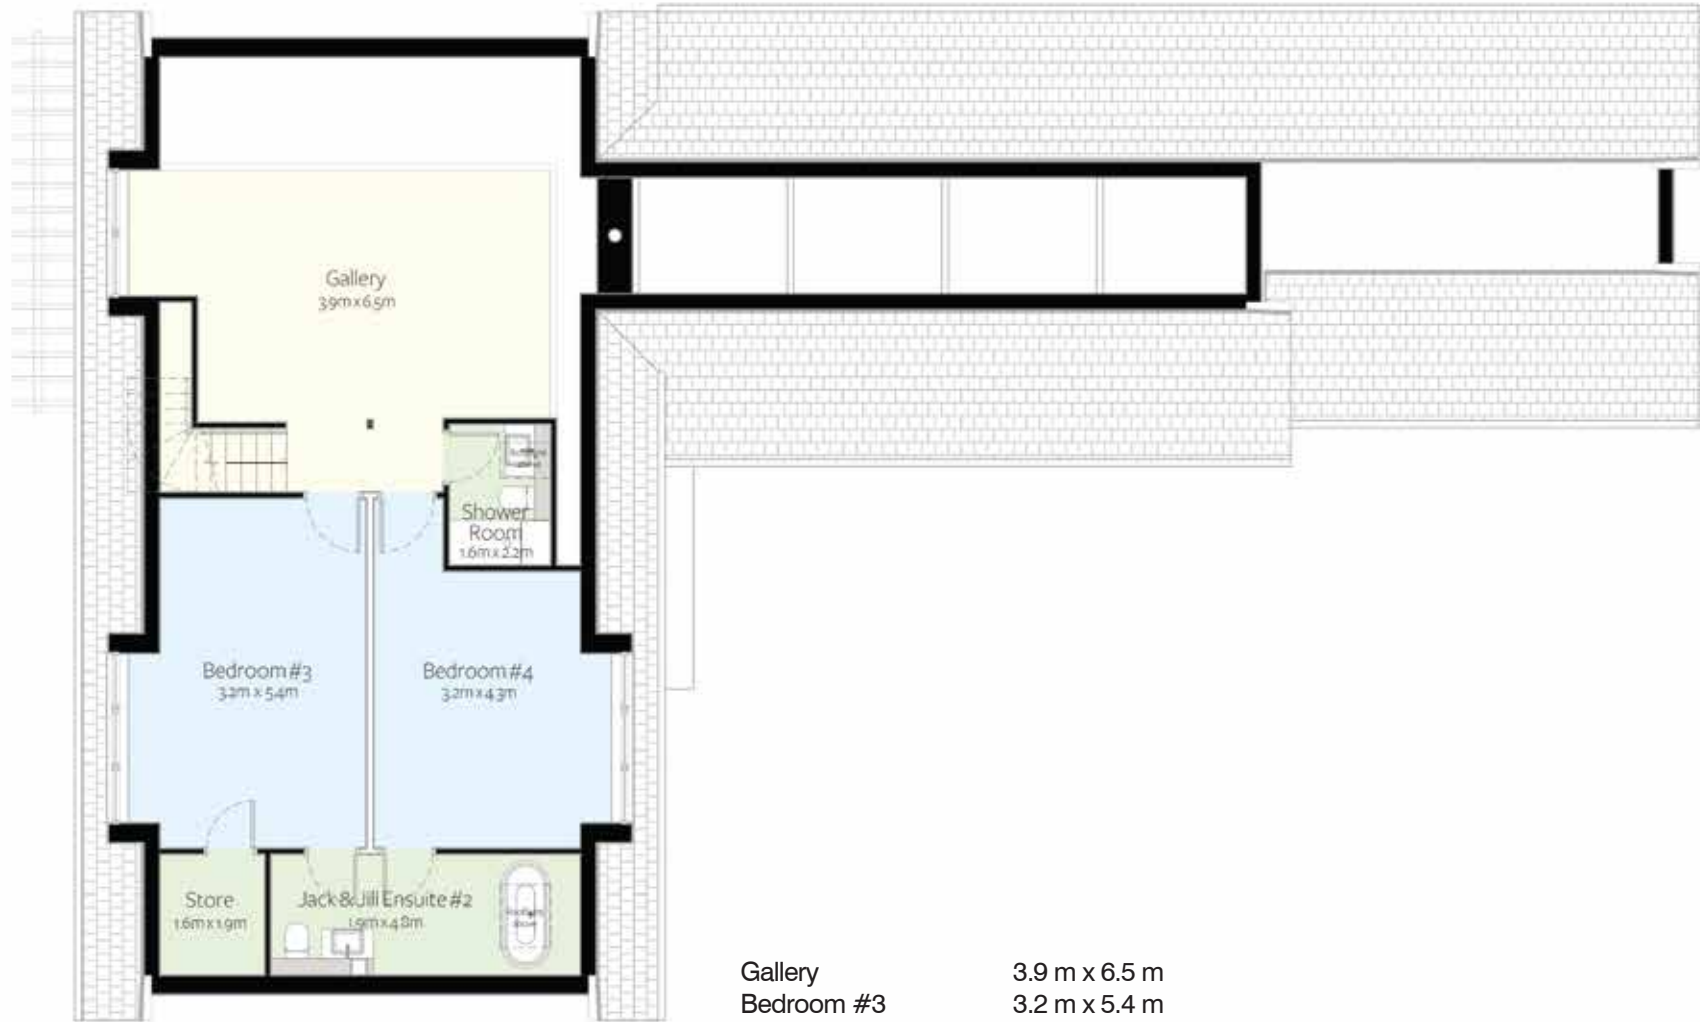 Gallery
3.9m x 6.5m
Shower
Room
1.6m x 2.2m
Bedroom #3
3.2m x 5.4m
Bedroom #4
3.2m x 4.3m
Store
1.6m x 1.9m
Jack & Jill Ensuite #2
1.9m x 4.8m
Gallery 3.9 m x 6.5 m
Bedroom #3 3.2 m x 5.4 m